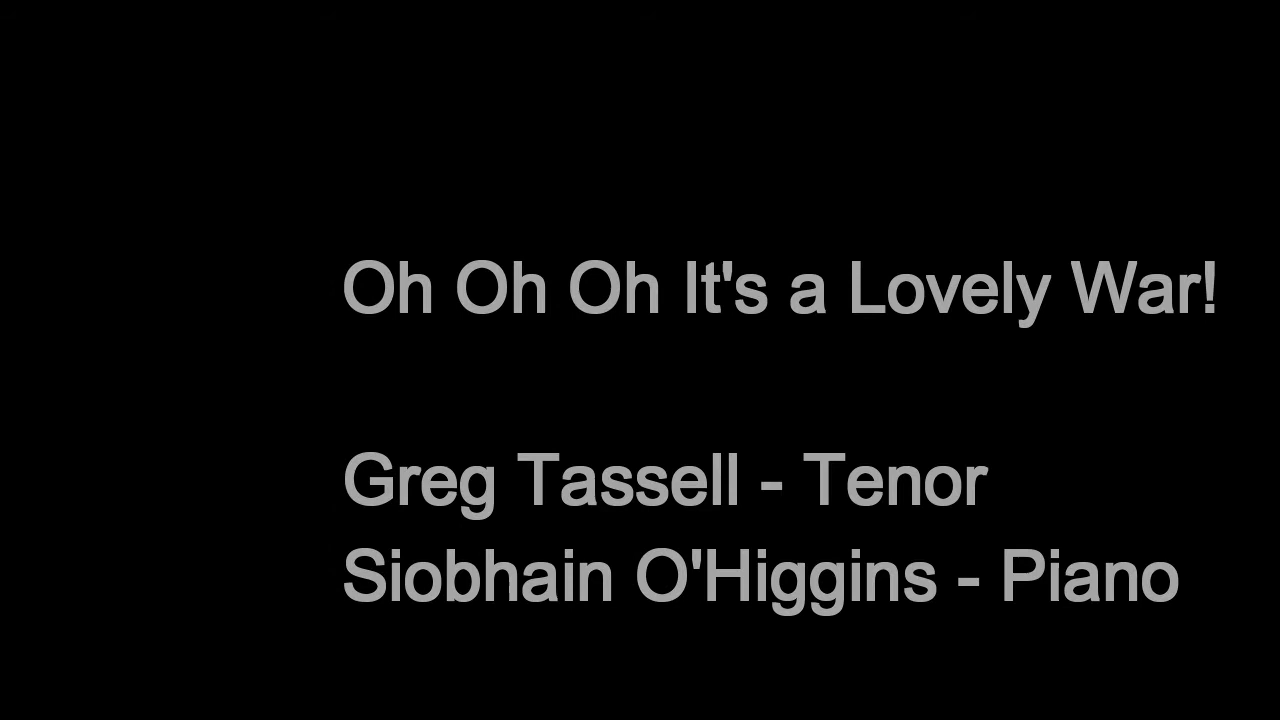 Oh Oh Oh It's a Lovely War!
Greg Tassell - Tenor
Siobhain O'Higgins - Piano